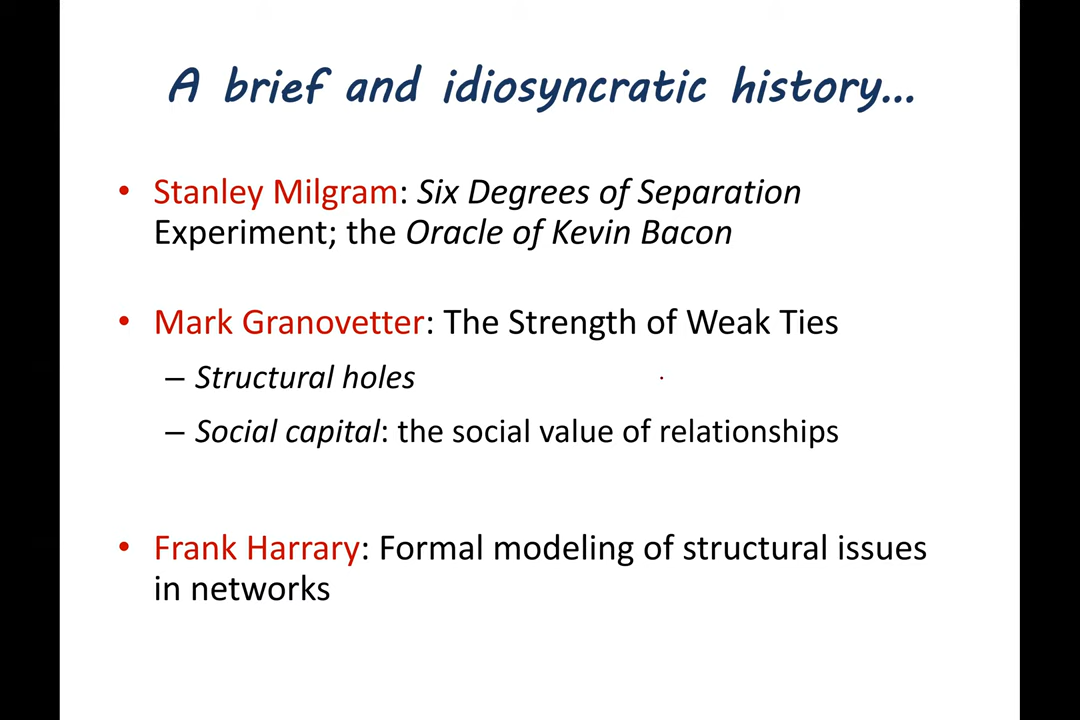 A brief and idiosyncratic history...
• Stanley Milgram: Six Degrees of Separation
Experiment; the Oracle of Kevin Bacon
• Mark Granovetter: The Strength of Weak Ties
– Structural holes
– Social capital: the social value of relationships
• Frank Harrary: Formal modeling of structural issues
in networks